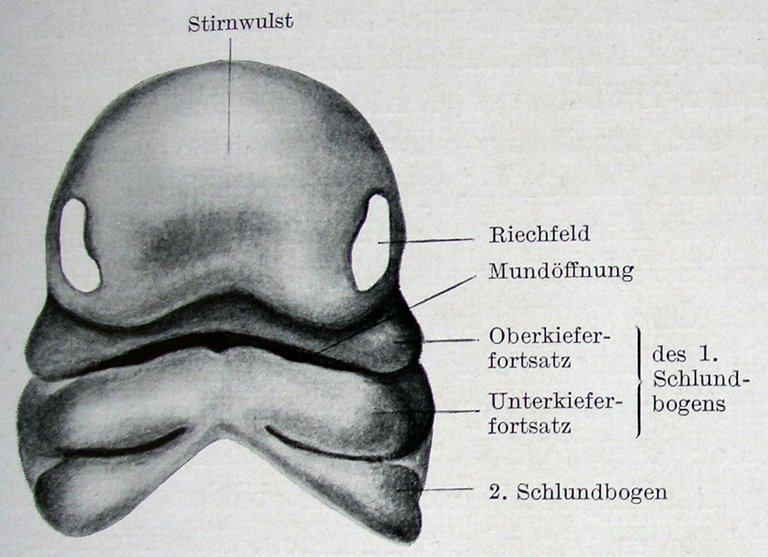 Stirnwulst
Riechfeld
Mundöffnung
Oberkiefer-
fortsatz
Unterkiefer-
fortsatz
des 1.
Schlund-
bogens
2. Schlundbogen